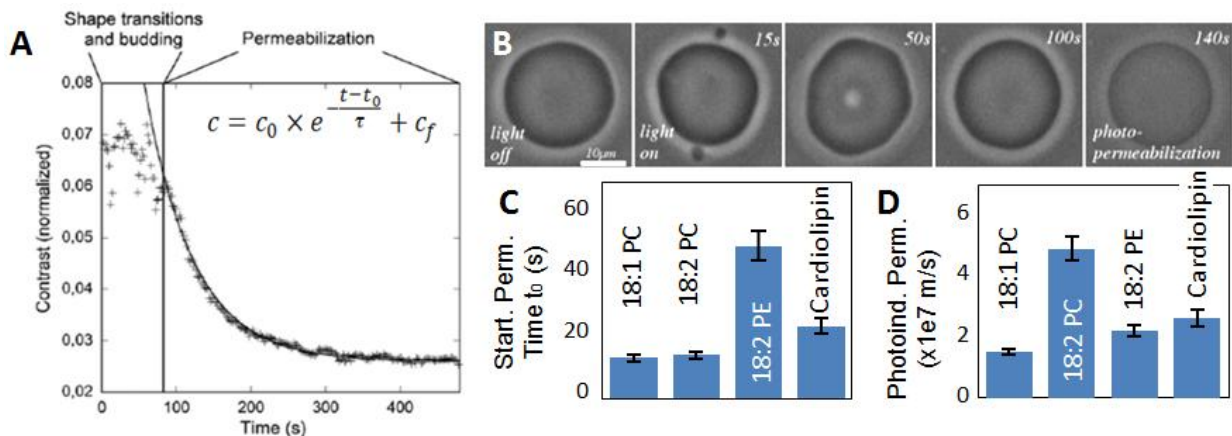 A
Shape transitions
and budding
Permeabilization
c = c₀ × e^(-(t−t₀)/τ) + c_f
Contrast (normalized)
0,08
0,07
0,06
0,05
0,04
0,03
0,02
0
100
200
300
400
Time (s)
B
light
off
10µm
15s
light
on
50s
100s
140s
photo-
permeabilization
C
Start. Perm.
Time t₀ (s)
60
40
20
0
18:1 PC
18:2 PC
18:2 PE
Cardiolipin
D
Photoind. Perm.
(x1e7 m/s)
6
4
2
0
18:1 PC
18:2 PC
18:2 PE
Cardiolipin